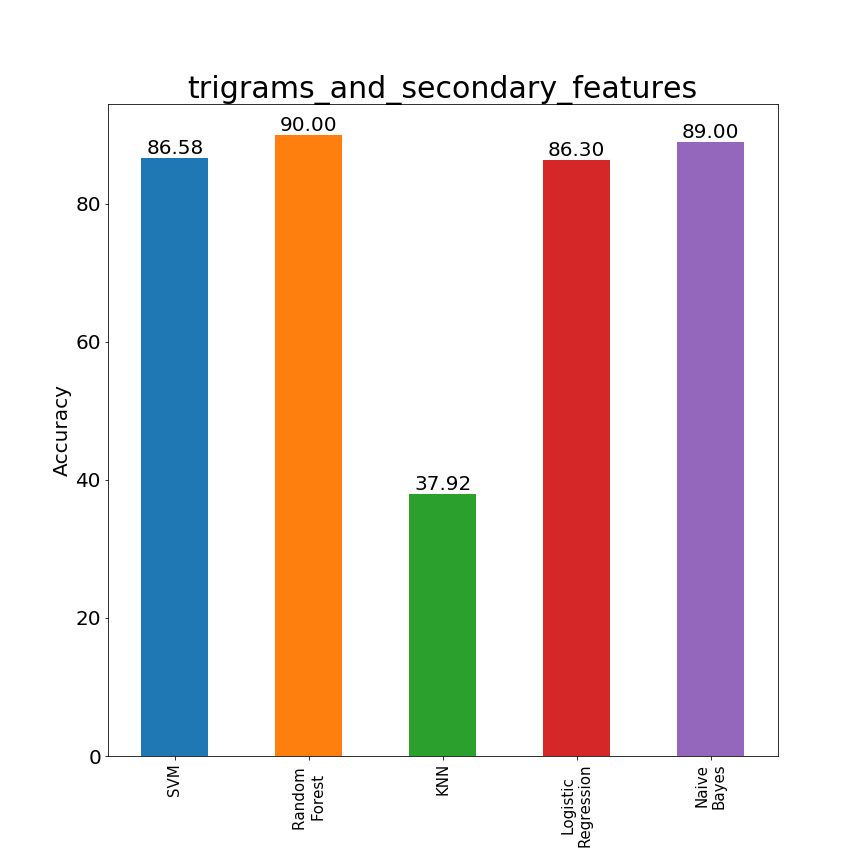 trigrams_and_secondary_features
90.00
89.00
86.58
86.30
80
60
Accuracy
40
37.92
20
0
SVM
Random
Forest
KNN
Logistic
Regression
Naive
Bayes